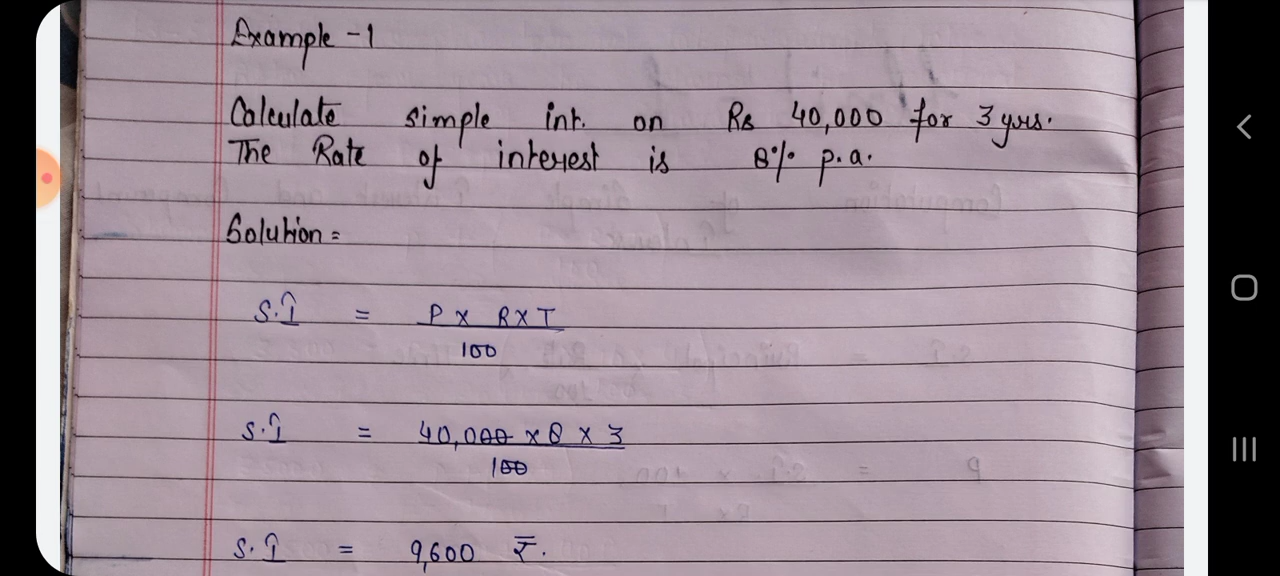 Example - 1
Calculate simple int. on Rs 40,000 for 3 yrs.
The Rate of interest is 8% p.a.
Solution =
S.I = P x R x T
100
S.I = 40,000 x 8 x 3
100
S.I = 9,600 ₹.